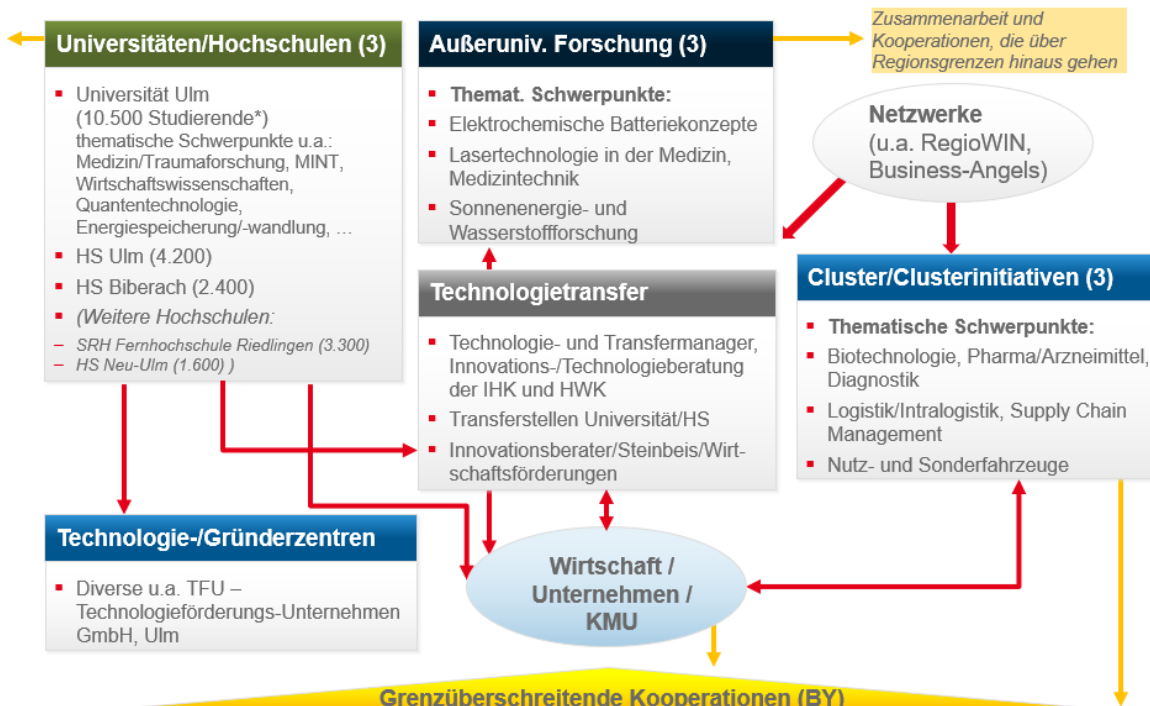 Universitäten/Hochschulen (3)
Universität Ulm
(10.500 Studierende*)
thematische Schwerpunkte u.a.:
Medizin/Traumaforschung, MINT,
Wirtschaftswissenschaften,
Quantentechnologie,
Energiespeicherung/-wandlung, …
HS Ulm (4.200)
HS Biberach (2.400)
(Weitere Hochschulen:
– SRH Fernhochschule Riedlingen (3.300)
– HS Neu-Ulm (1.600) )
Außeruniv. Forschung (3)
Themat. Schwerpunkte:
Elektrochemische Batteriekonzepte
Lasertechnologie in der Medizin,
Medizintechnik
Sonnenenergie- und
Wasserstoffforschung
Zusammenarbeit und
Kooperationen, die über
Regionsgrenzen hinaus gehen
Netzwerke
(u.a. RegioWIN,
Business-Angels)
Technologietransfer
Technologie- und Transfermanager,
Innovations-/Technologieberatung
der IHK und HWK
Transferstellen Universität/HS
Innovationsberater/Steinbeis/Wirt-
schaftsförderungen
Cluster/Clusterinitiativen (3)
Thematische Schwerpunkte:
Biotechnologie, Pharma/Arzneimittel,
Diagnostik
Logistik/Intralogistik, Supply Chain
Management
Nutz- und Sonderfahrzeuge
Technologie-/Gründerzentren
Diverse u.a. TFU –
Technologieförderungs-Unternehmen
GmbH, Ulm
Wirtschaft /
Unternehmen /
KMU
Grenzüberschreitende Kooperationen (BY)